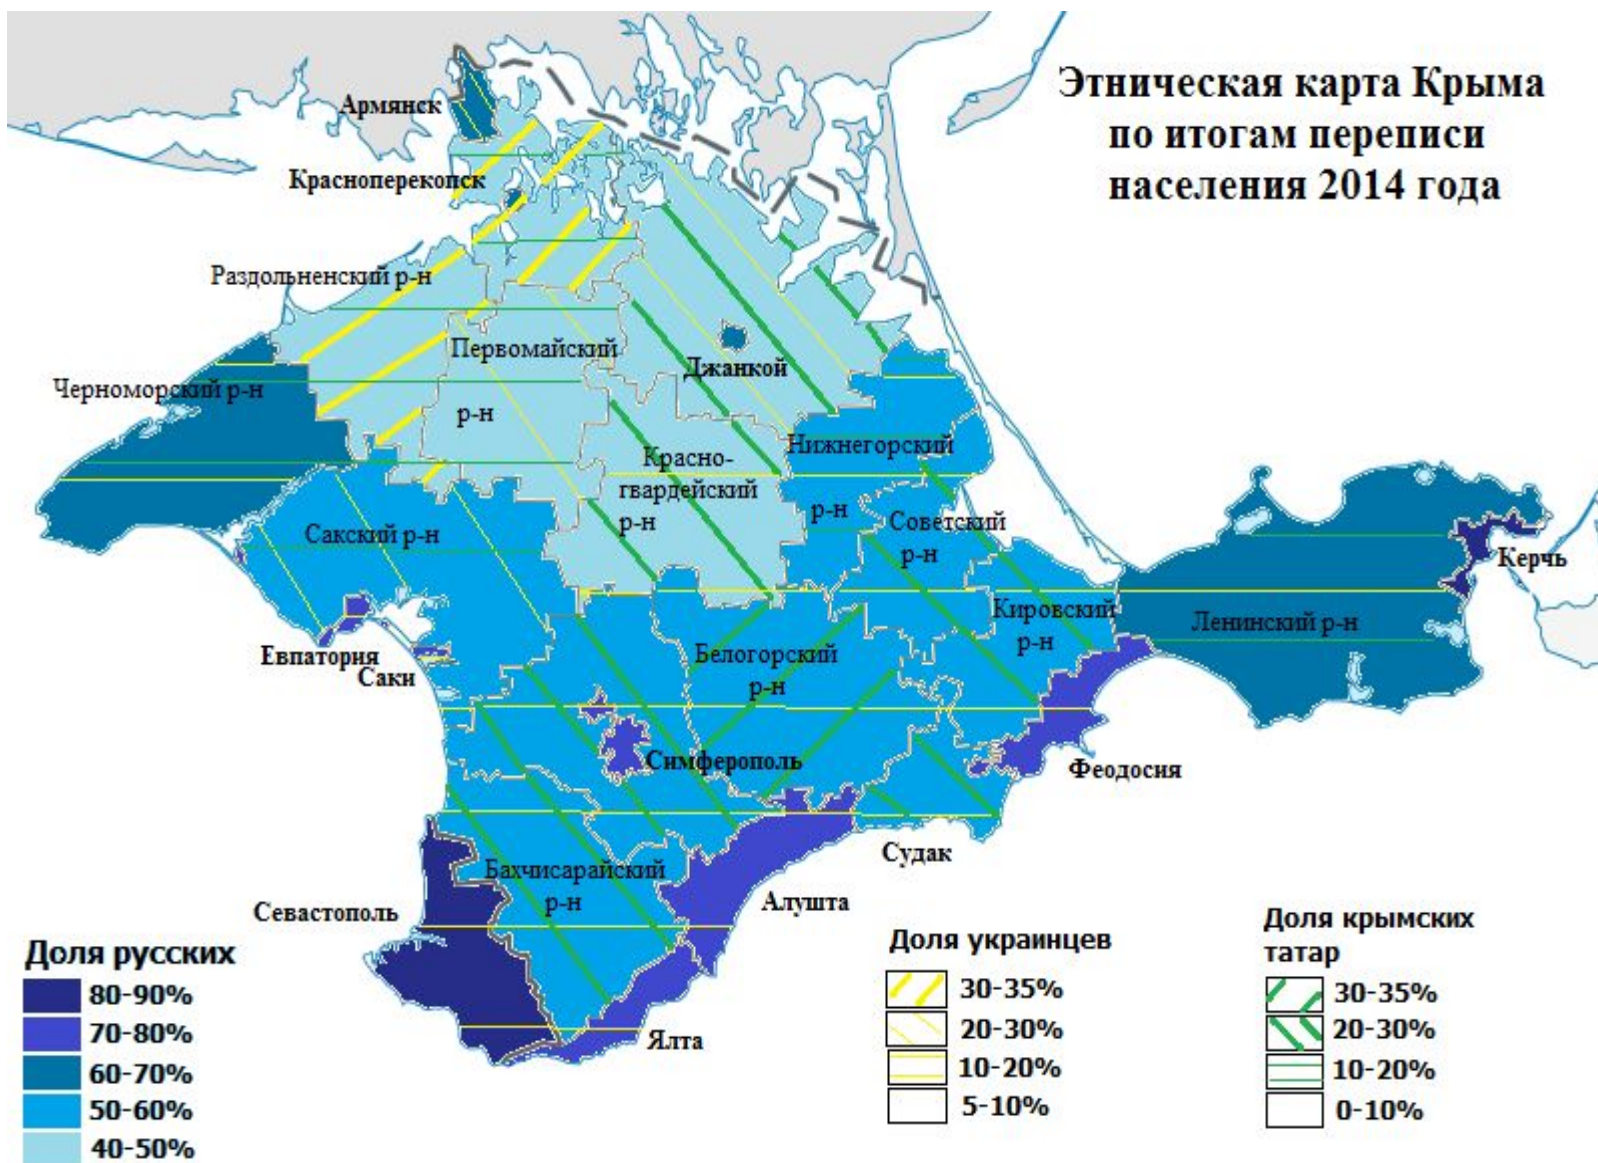 Этническая карта Крыма
по итогам переписи
населения 2014 года
Армянск
Красноперекопск
Раздольненский р-н
Первомайский
р-н
Джанкой
Черноморский р-н
Нижнегорский
р-н
Красно-
гвардейский
р-н
Советский
р-н
Сакский р-н
Керчь
Кировский
р-н
Ленинский р-н
Евпатория
Саки
Белогорский
р-н
Симферополь
Феодосия
Судак
Бахчисарайский
р-н
Алушта
Севастополь
Ялта
Доля русских
80-90%
70-80%
60-70%
50-60%
40-50%
Доля украинцев
30-35%
20-30%
10-20%
5-10%
Доля крымских
татар
30-35%
20-30%
10-20%
0-10%